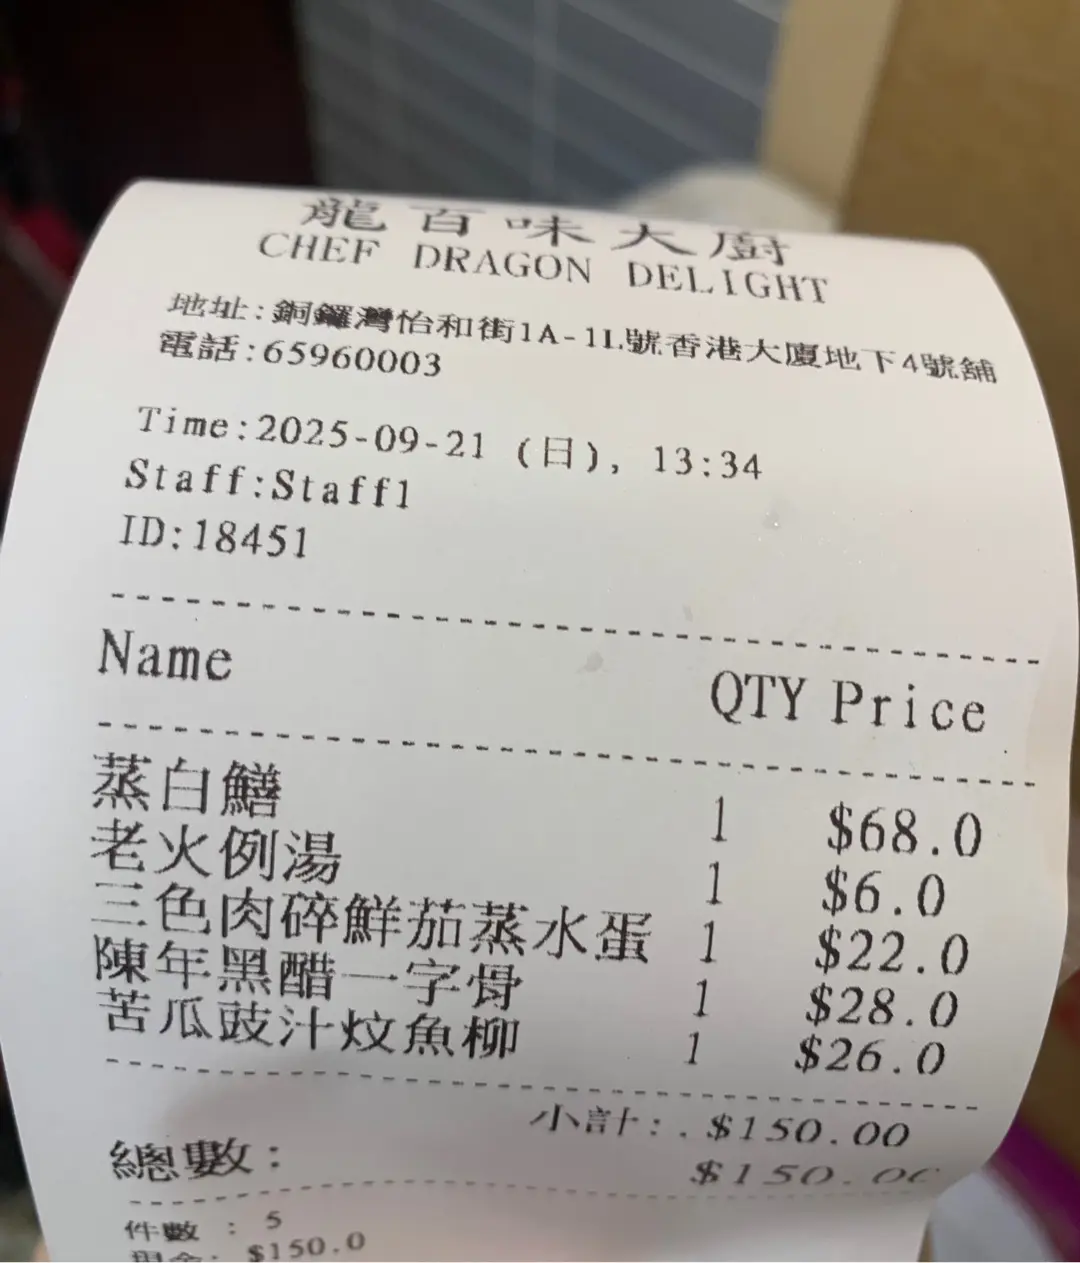 龍百味大廚
CHEF DRAGON DELIGHT
地址:銅鑼灣怡和街1A-1L號香港大廈地下4號舖
電話:65960003
Time:2025-09-21 (日), 13:34
Staff:Staff1
ID:18451
Name QTY Price
蒸白鱔 1 $68.0
老火例湯 1 $6.0
三色肉碎鮮茄蒸水蛋 1 $22.0
陳年黑醋一字骨 1 $28.0
苦瓜豉汁炆魚柳 1 $26.0
小計: $150.00
總數: $150.00
件數 : 5
現金: $150.0